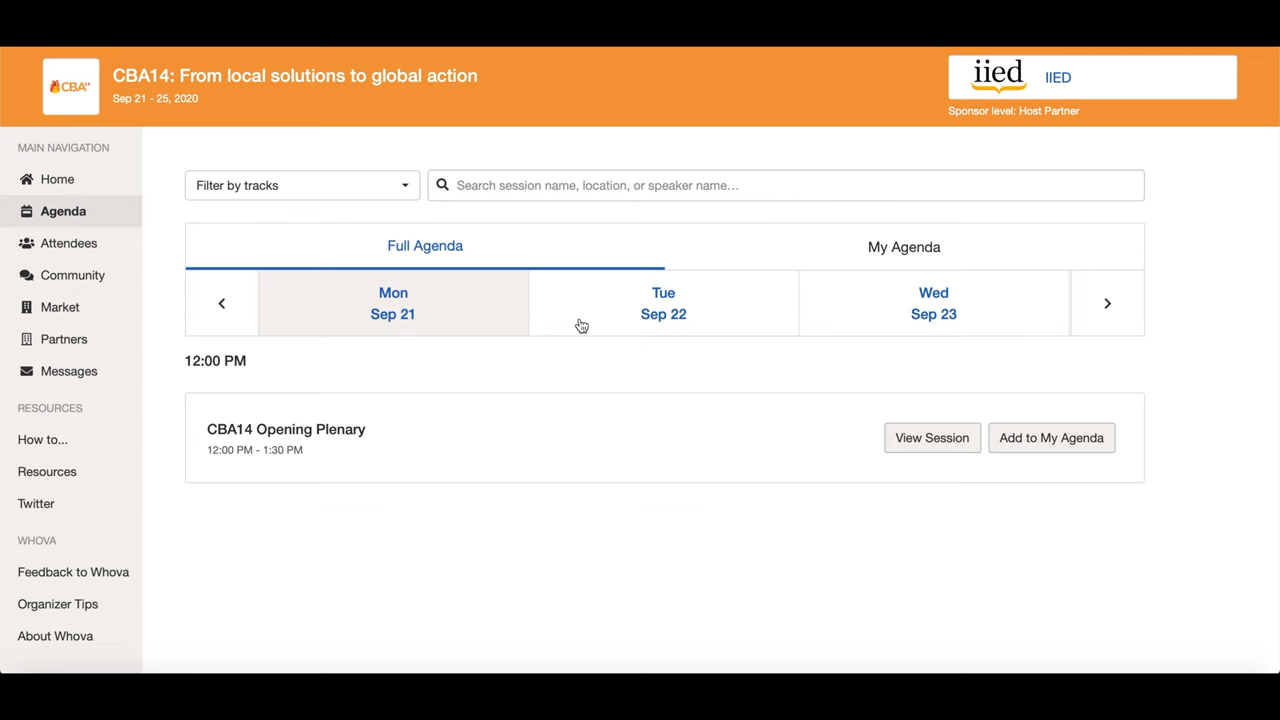 CBA14
CBA14: From local solutions to global action
Sep 21 - 25, 2020
iied
IIED
Sponsor level: Host Partner
MAIN NAVIGATION
Home
Agenda
Attendees
Community
Market
Partners
Messages
RESOURCES
How to...
Resources
Twitter
WHOVA
Feedback to Whova
Organizer Tips
About Whova
Filter by tracks
Search session name, location, or speaker name...
Full Agenda
My Agenda
Mon
Sep 21
Tue
Sep 22
Wed
Sep 23
12:00 PM
CBA14 Opening Plenary
12:00 PM - 1:30 PM
View Session
Add to My Agenda